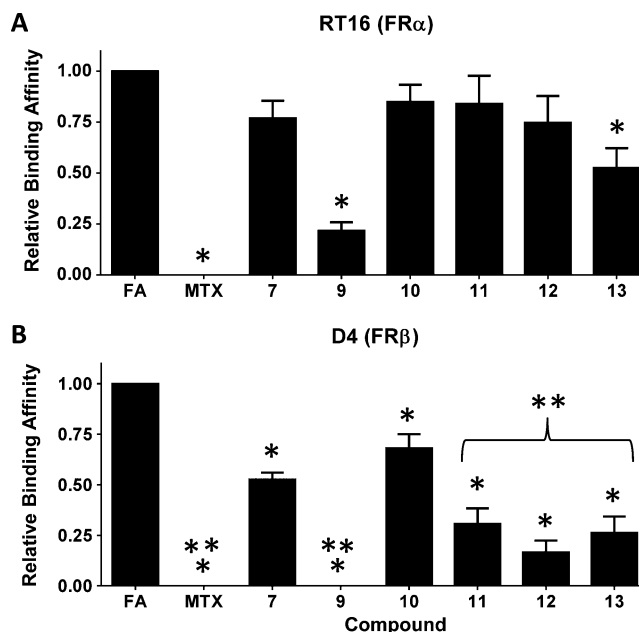 A
RT16 (FRα)
Relative Binding Affinity
1.00
0.75
0.50
0.25
0.00
*
*
*
FA MTX 7 9 10 11 12 13
B
D4 (FRβ)
Relative Binding Affinity
1.00
0.75
0.50
0.25
0.00
**
*
*
**
*
*
**
*
*
*
FA MTX 7 9 10 11 12 13
Compound